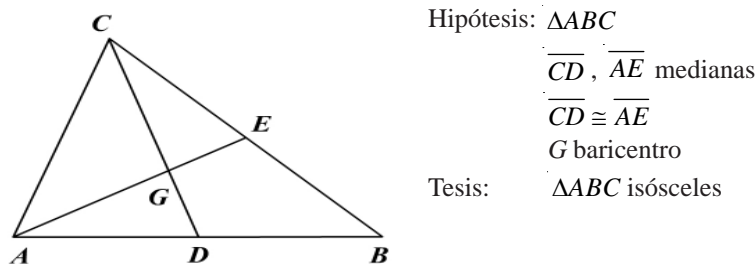 C
E
G
A
D
B
Hipótesis: ΔABC
CD , AE medianas
CD ≅ AE
G baricentro
Tesis: ΔABC isósceles